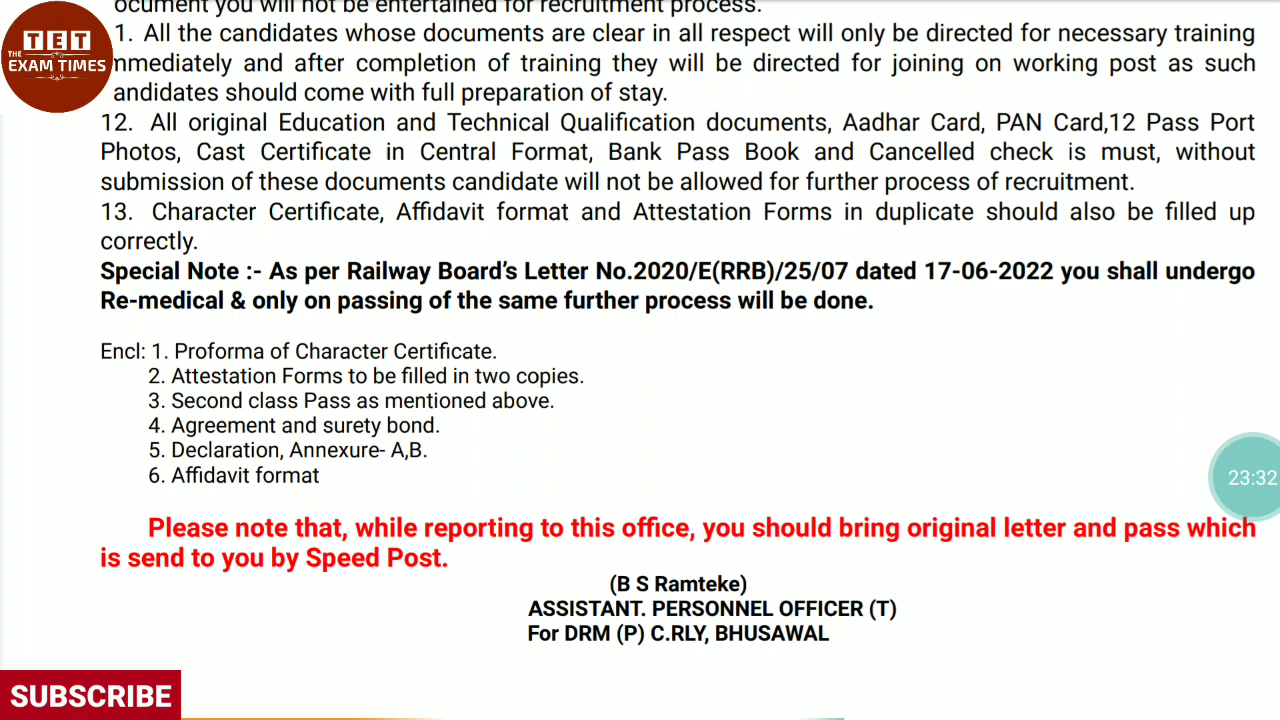 ocument you will not be entertained for recruitment process.
1. All the candidates whose documents are clear in all respect will only be directed for necessary training
mmediately and after completion of training they will be directed for joining on working post as such
andidates should come with full preparation of stay.
12. All original Education and Technical Qualification documents, Aadhar Card, PAN Card,12 Pass Port
Photos, Cast Certificate in Central Format, Bank Pass Book and Cancelled check is must, without
submission of these documents candidate will not be allowed for further process of recruitment.
13. Character Certificate, Affidavit format and Attestation Forms in duplicate should also be filled up
correctly.
Special Note :- As per Railway Board's Letter No.2020/E(RRB)/25/07 dated 17-06-2022 you shall undergo
Re-medical & only on passing of the same further process will be done.
Encl: 1. Proforma of Character Certificate.
2. Attestation Forms to be filled in two copies.
3. Second class Pass as mentioned above.
4. Agreement and surety bond.
5. Declaration, Annexure- A,B.
6. Affidavit format
Please note that, while reporting to this office, you should bring original letter and pass which
is send to you by Speed Post.
(B S Ramteke)
ASSISTANT. PERSONNEL OFFICER (T)
For DRM (P) C.RLY, BHUSAWAL
TET
THE
EXAM TIMES
23:32
SUBSCRIBE